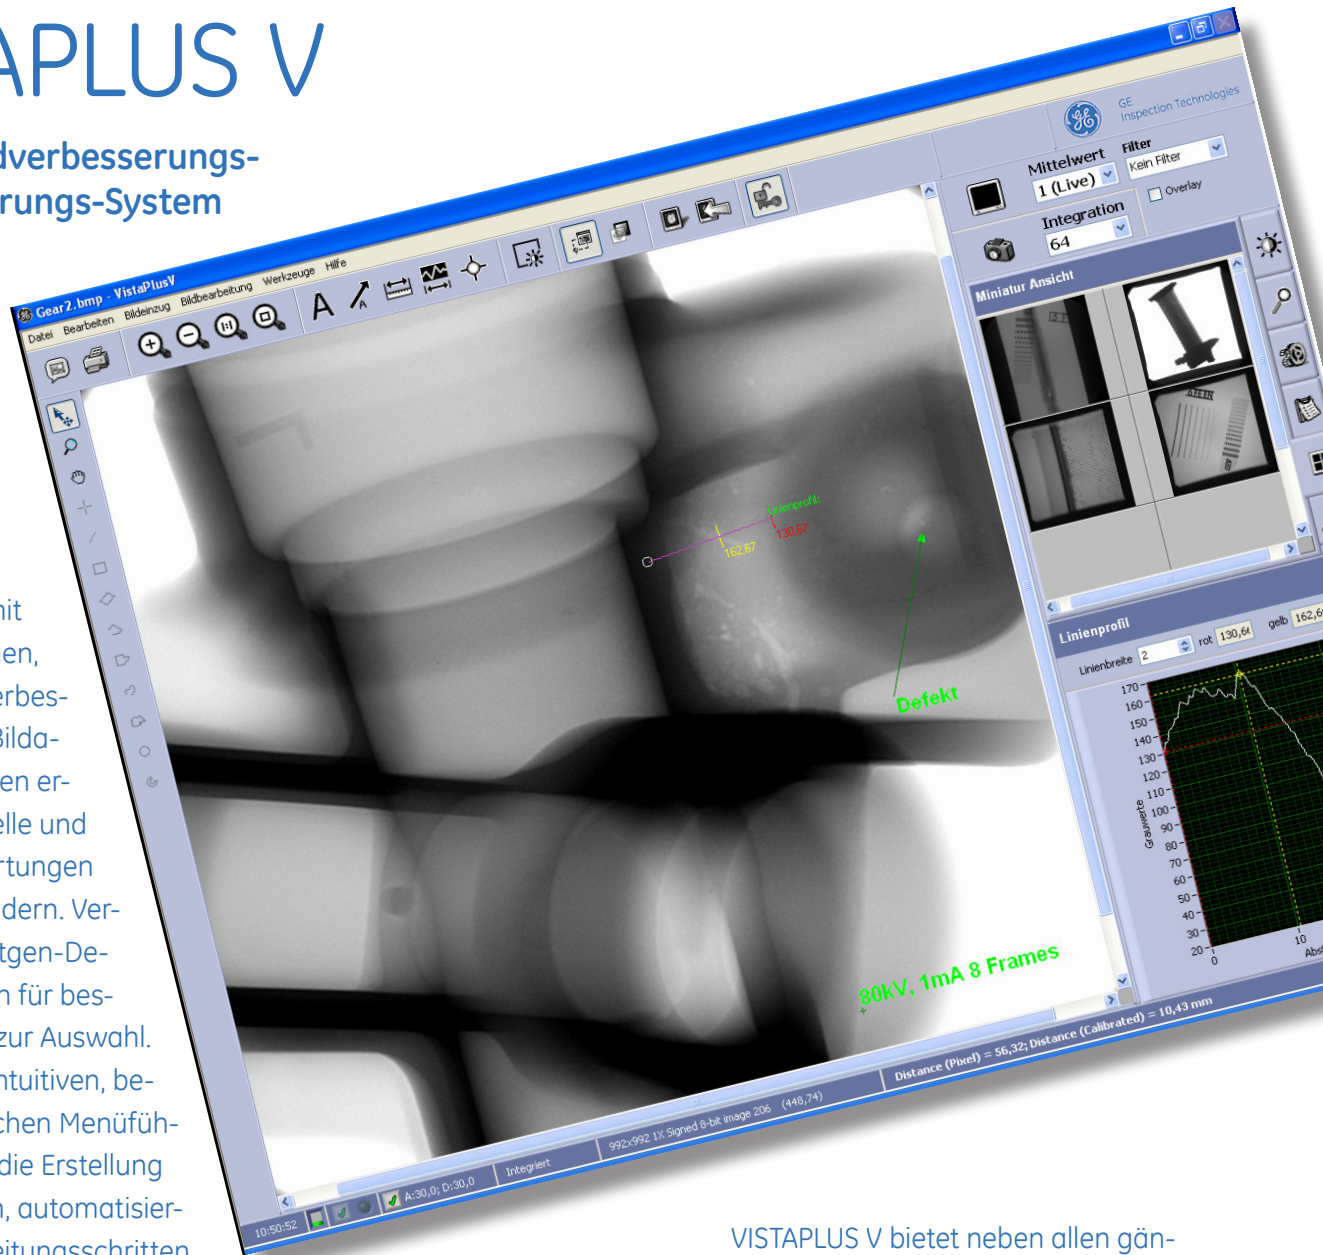 APLUS V
dverbesserungs-
rungs-System
GE
Inspection Technologies
Mittelwert
Filter
1 (Live)
Kein Filter
Integration
Overlay
64
Gear2.bmp - VistaPlusV
Datei Bearbeiten Bildeinzug Bildbearbeitung Werkzeuge Hilfe
Miniatur Ansicht
Linienprofil:
162,67
130,67
Defekt
80kV, 1mA 8 Frames
Linienprofil
Linienbreite 2 rot 130,6 gelb 162,6
170
160
150
140
130
120
110
100
90
80
70
60
50
40
30
20
Grauwerte
0
10
Abst
10:50:52
A:30,0; D:30,0
Integriert
992x992 1X Signed 8-bit image 206 (448,74)
Distance (Pixel) = 56,32; Distance (Calibrated) = 10,43 mm
nit
nen,
erbes-
Bilda-
en er-
elle und
rtungen
dern. Ver-
tgen-De-
n für bes-
zur Auswahl.
ntuitiven, be-
chen Menüfüh-
die Erstellung
n, automatisier-
eitungsschritten
VISTAPLUS V bietet neben allen gän-